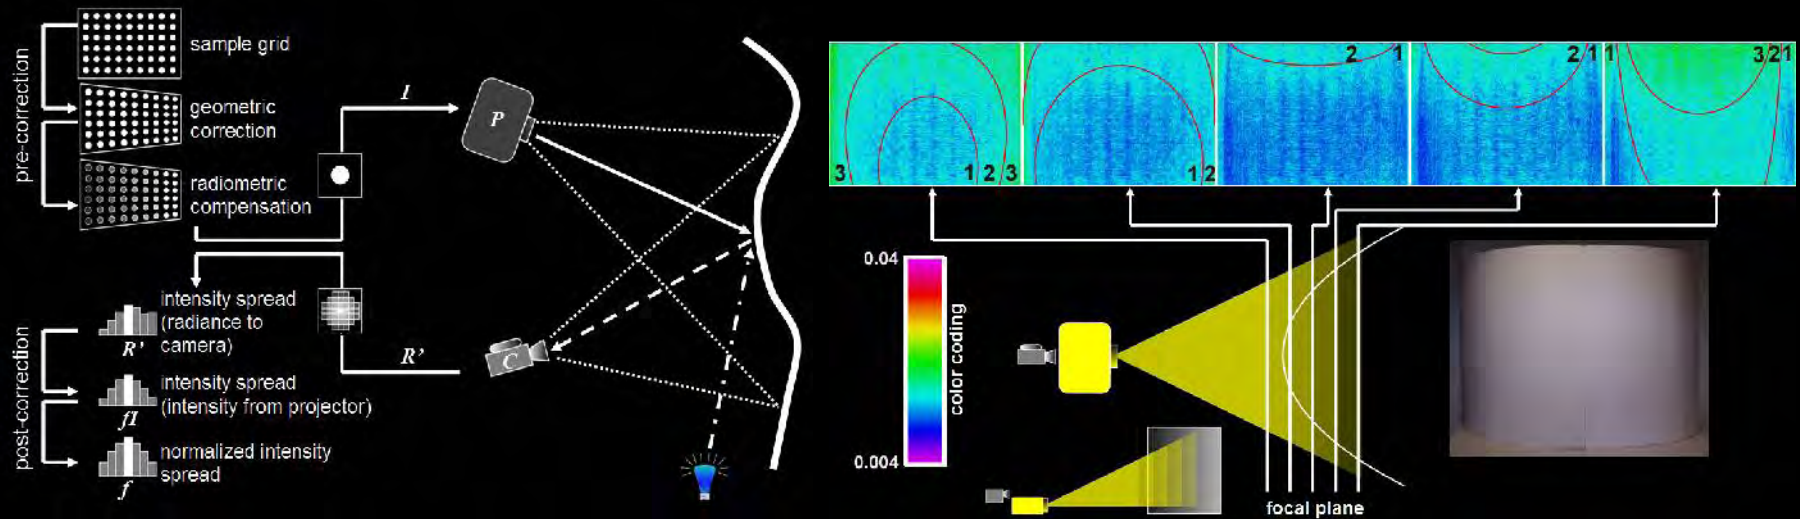 pre-correction
sample grid
geometric
correction
radiometric
compensation
post-correction
intensity spread
(radiance to
camera)
R'
intensity spread
(intensity from projector)
fI
normalized intensity
spread
f
I
P
R'
C
3 1 2 3
1 2
2 1
2 1
1 3 2 1
0.04
color coding
0.004
focal plane